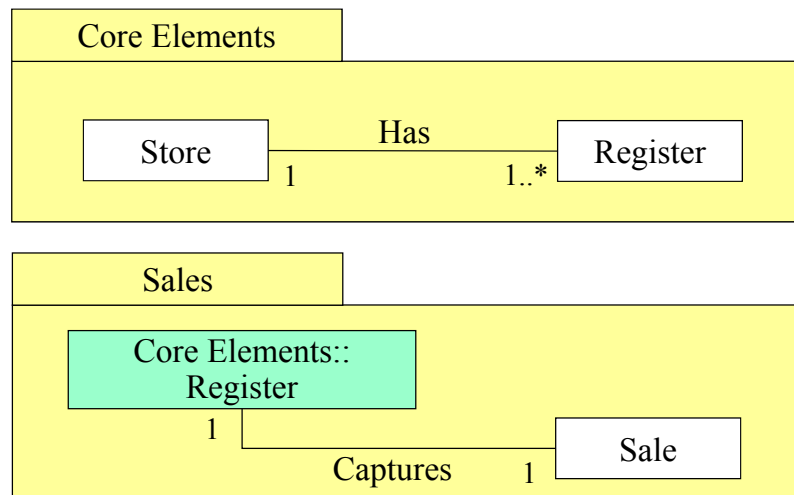 Core Elements
Has
Store
Register
1
1..*
Sales
Core Elements::
Register
1
Sale
Captures
1